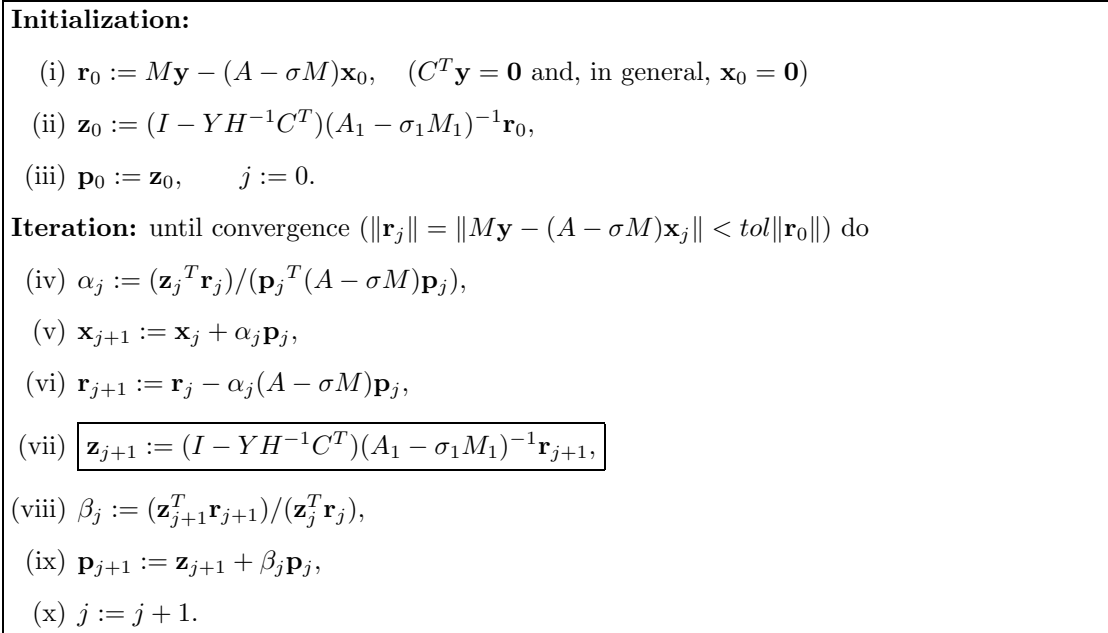 Initialization:
(i) r₀ := My − (A − σM)x₀, (Cᵀy = 0 and, in general, x₀ = 0)
(ii) z₀ := (I − YH⁻¹Cᵀ)(A₁ − σ₁M₁)⁻¹r₀,
(iii) p₀ := z₀, j := 0.
Iteration: until convergence (‖rⱼ‖ = ‖My − (A − σM)xⱼ‖ < tol‖r₀‖) do
(iv) αⱼ := (zⱼᵀrⱼ)/(pⱼᵀ(A − σM)pⱼ),
(v) xⱼ₊₁ := xⱼ + αⱼpⱼ,
(vi) rⱼ₊₁ := rⱼ − αⱼ(A − σM)pⱼ,
(vii) zⱼ₊₁ := (I − YH⁻¹Cᵀ)(A₁ − σ₁M₁)⁻¹rⱼ₊₁,
(viii) βⱼ := (zⱼ₊₁ᵀrⱼ₊₁)/(zⱼᵀrⱼ),
(ix) pⱼ₊₁ := zⱼ₊₁ + βⱼpⱼ,
(x) j := j + 1.